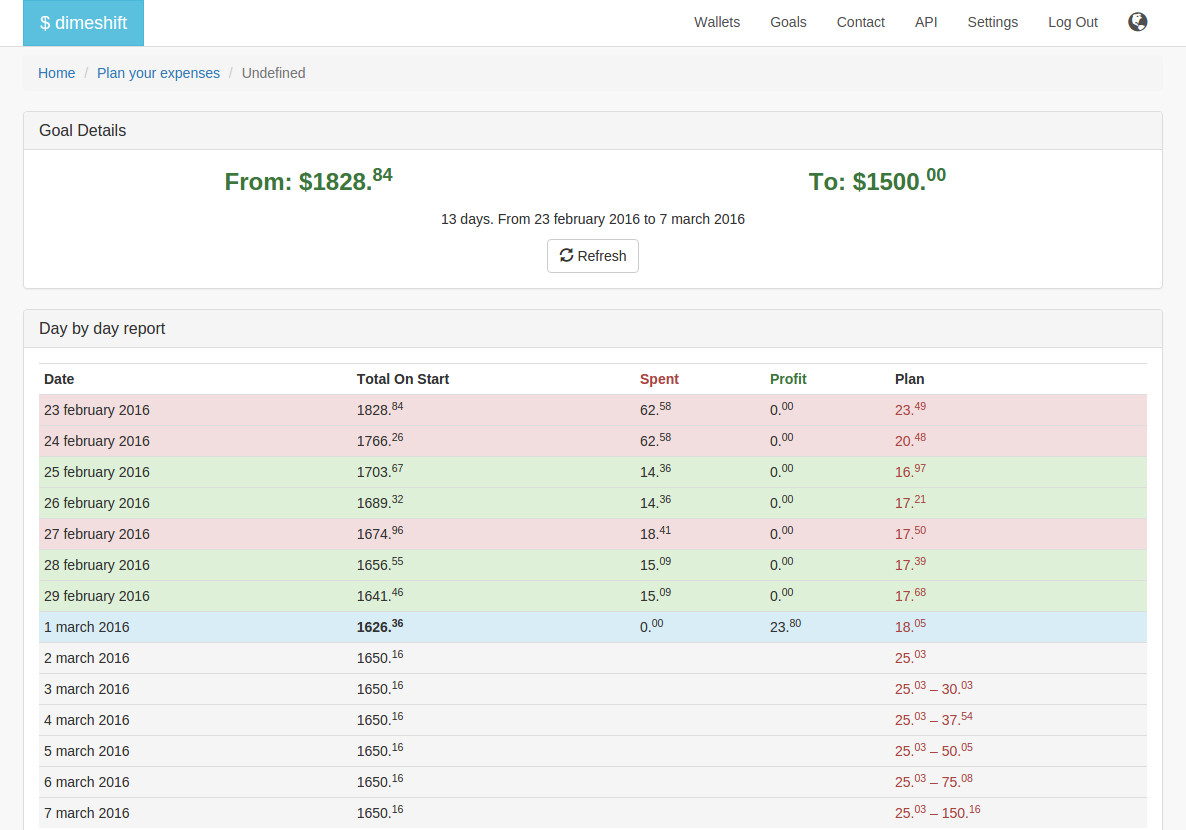 $ dimeshift Wallets Goals Contact API Settings Log Out
Home / Plan your expenses / Undefined
Goal Details
From: $1828.84 To: $1500.00
13 days. From 23 february 2016 to 7 march 2016
Refresh
Day by day report
Date Total On Start Spent Profit Plan
23 february 2016 1828.84 62.58 0.00 23.49
24 february 2016 1766.26 62.58 0.00 20.48
25 february 2016 1703.67 14.36 0.00 16.97
26 february 2016 1689.32 14.36 0.00 17.21
27 february 2016 1674.96 18.41 0.00 17.50
28 february 2016 1656.55 15.09 0.00 17.39
29 february 2016 1641.46 15.09 0.00 17.68
1 march 2016 1626.36 0.00 23.80 18.05
2 march 2016 1650.16 25.03
3 march 2016 1650.16 25.03 – 30.03
4 march 2016 1650.16 25.03 – 37.54
5 march 2016 1650.16 25.03 – 50.05
6 march 2016 1650.16 25.03 – 75.08
7 march 2016 1650.16 25.03 – 150.16